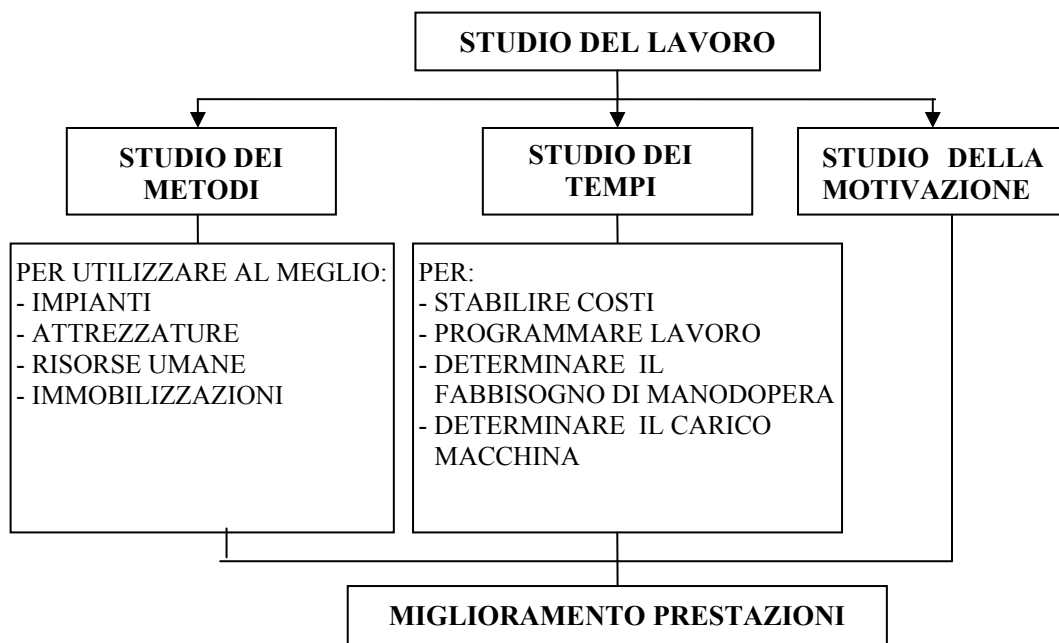 STUDIO DEL LAVORO
STUDIO DEI
METODI
STUDIO DEI
TEMPI
STUDIO DELLA
MOTIVAZIONE
PER UTILIZZARE AL MEGLIO:
- IMPIANTI
- ATTREZZATURE
- RISORSE UMANE
- IMMOBILIZZAZIONI
PER:
- STABILIRE COSTI
- PROGRAMMARE LAVORO
- DETERMINARE IL
FABBISOGNO DI MANODOPERA
- DETERMINARE IL CARICO
MACCHINA
MIGLIORAMENTO PRESTAZIONI